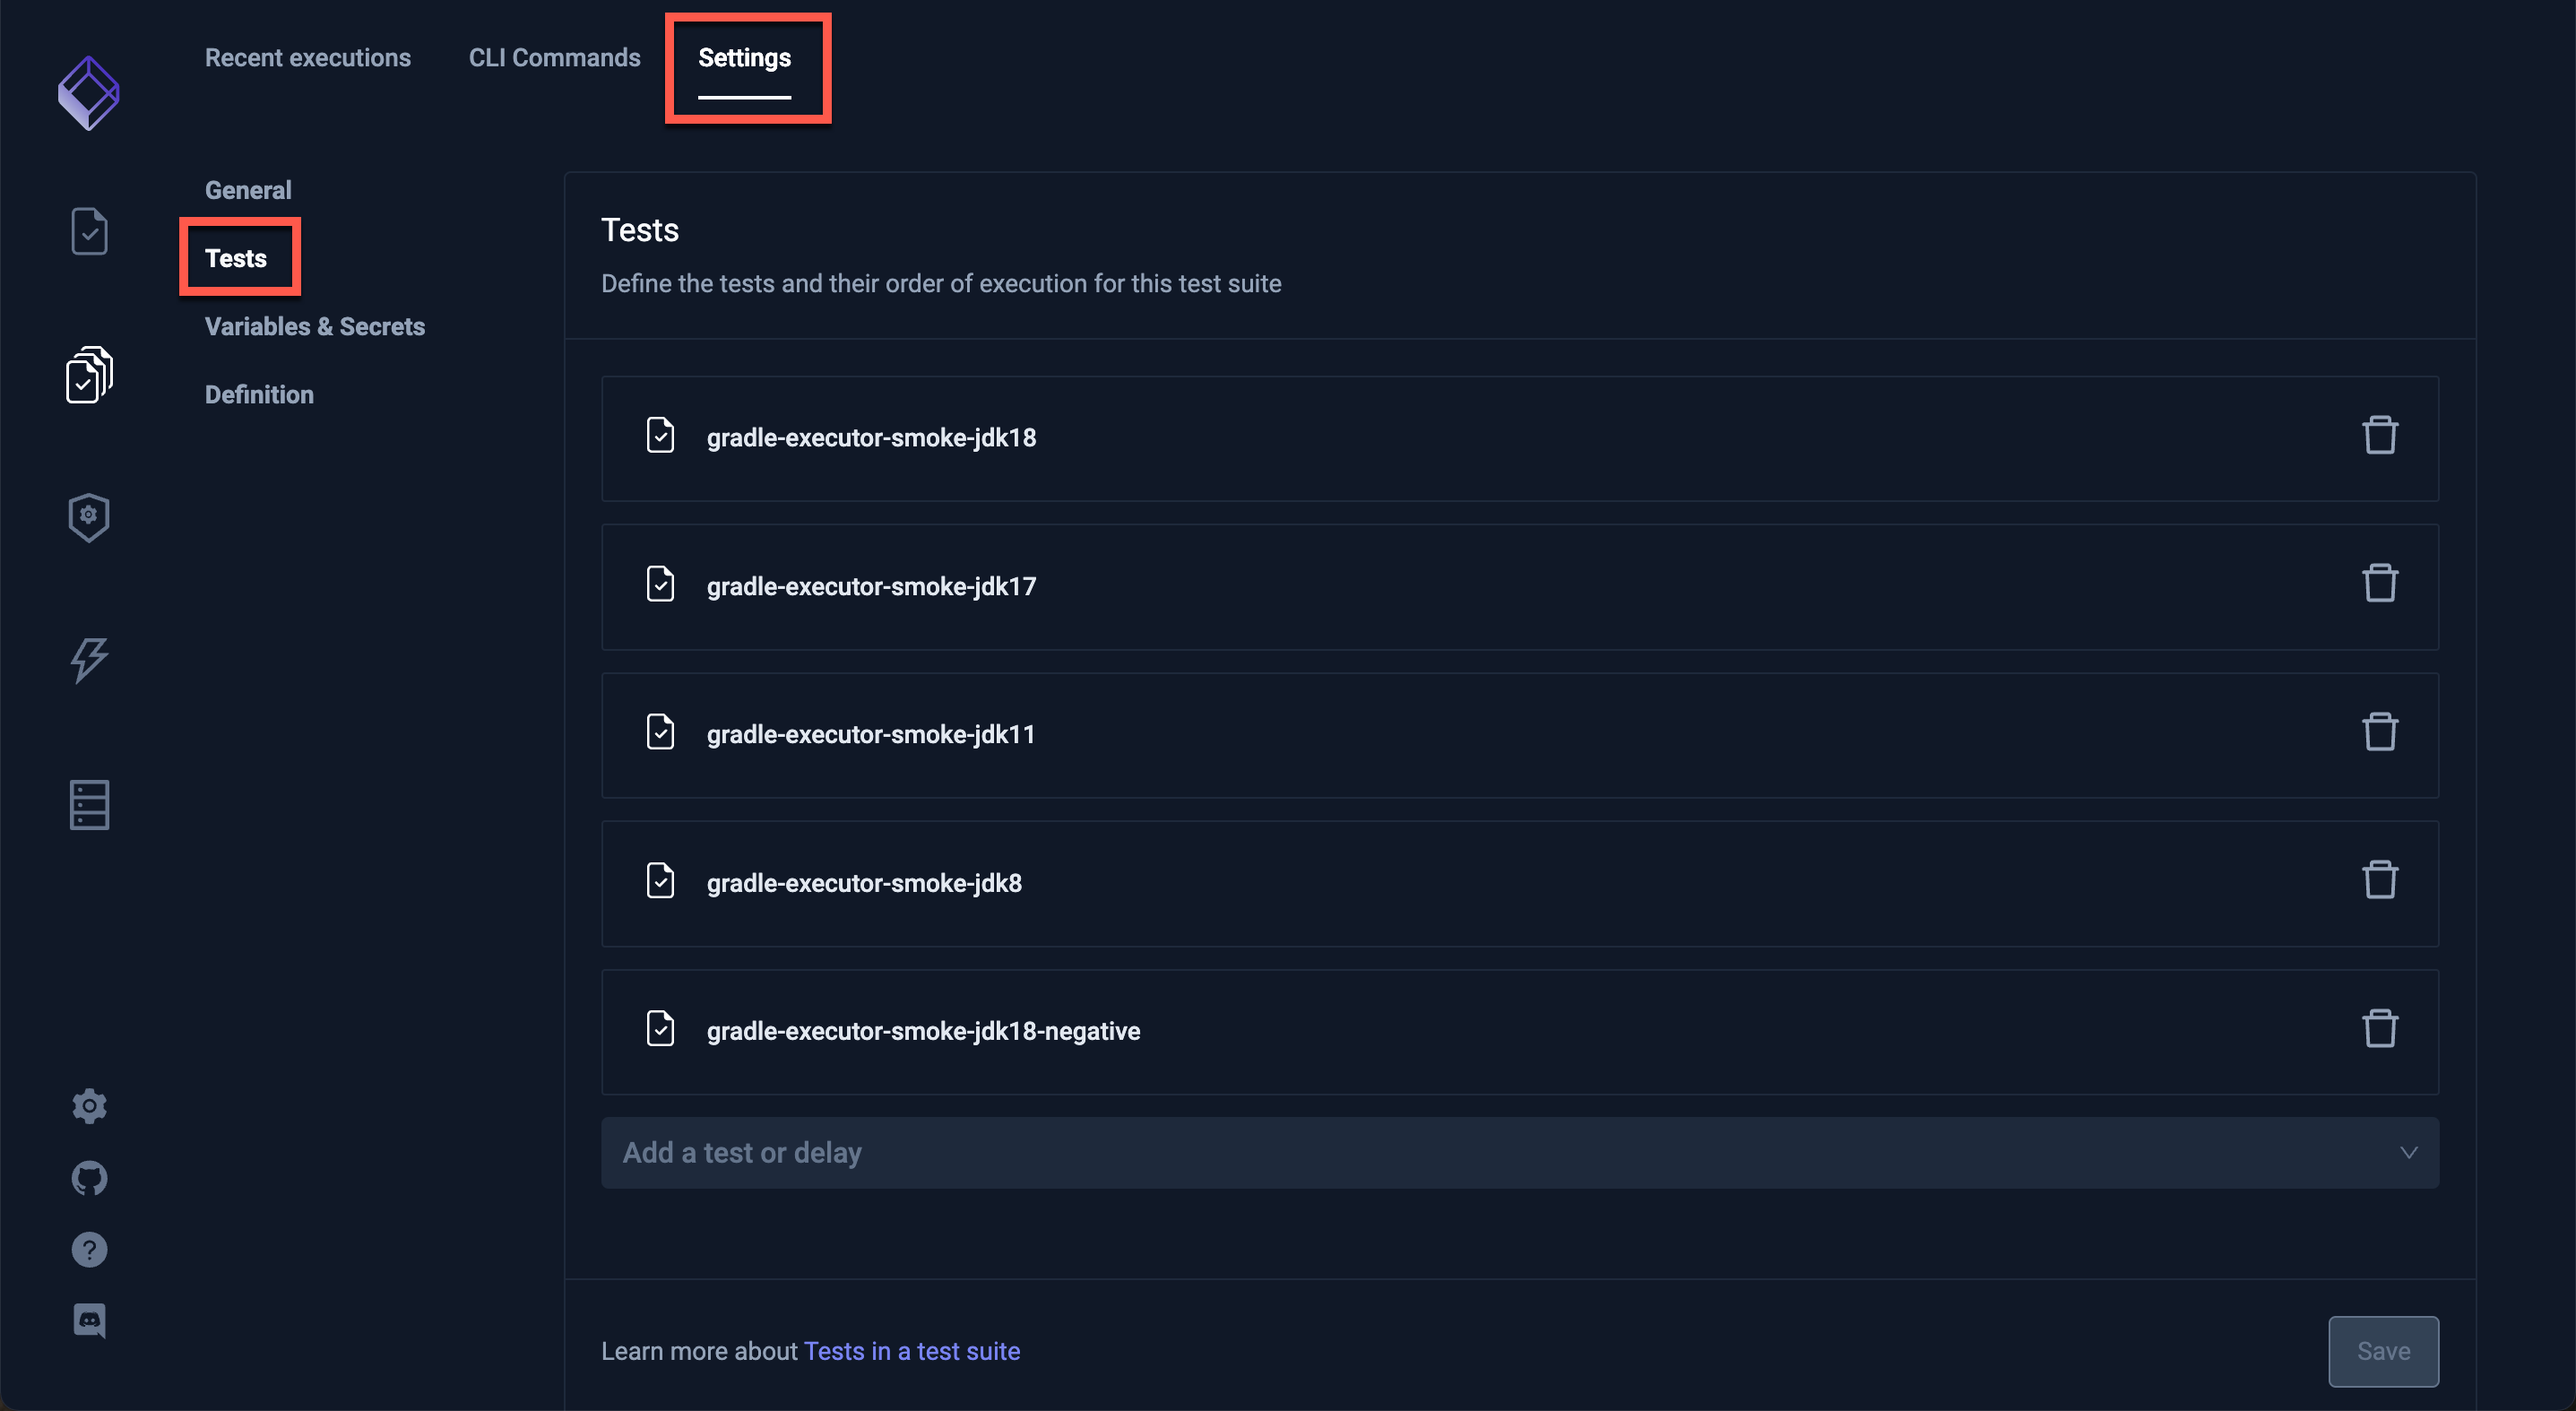 Recent executions
CLI Commands
Settings
General
Tests
Variables & Secrets
Definition
Tests
Define the tests and their order of execution for this test suite
gradle-executor-smoke-jdk18
gradle-executor-smoke-jdk17
gradle-executor-smoke-jdk11
gradle-executor-smoke-jdk8
gradle-executor-smoke-jdk18-negative
Add a test or delay
Learn more about Tests in a test suite
Save